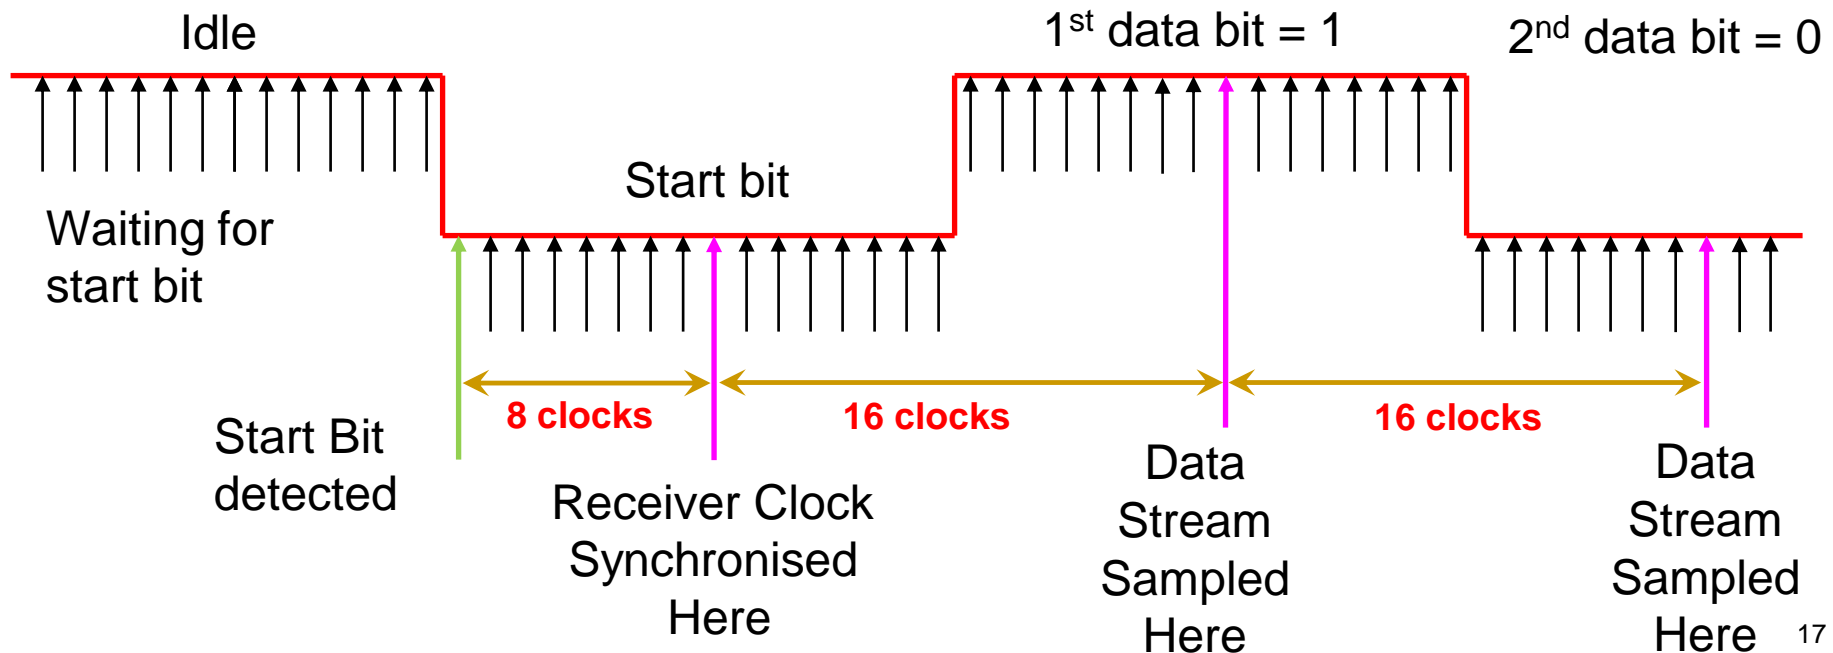 Idle
1st data bit = 1
2nd data bit = 0
Start bit
Waiting for
start bit
8 clocks
16 clocks
16 clocks
Start Bit
detected
Receiver Clock
Synchronised
Here
Data
Stream
Sampled
Here
Data
Stream
Sampled
Here
17